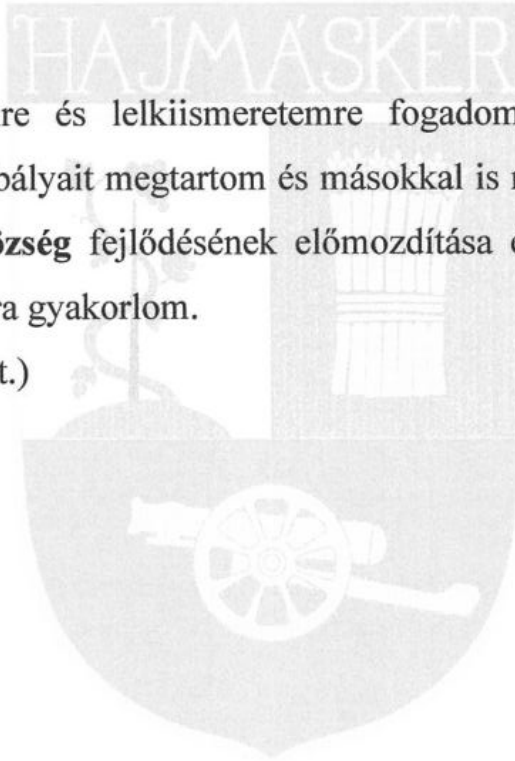 HAJMÁSKÉR
re és lelkiismeretemre fogadom
bályait megtartom és másokkal is
özség fejlődésének előmozdítása
ra gyakorlom.
t.)